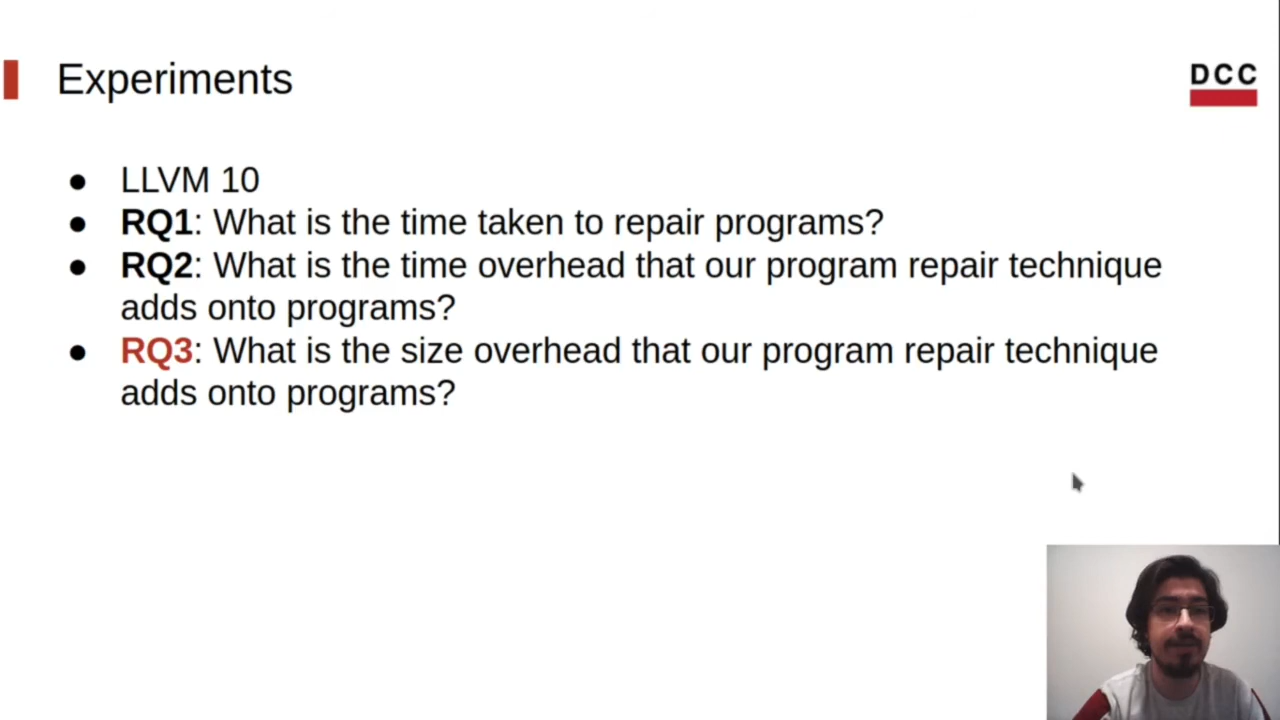 Experiments
DCC
● LLVM 10
● RQ1: What is the time taken to repair programs?
● RQ2: What is the time overhead that our program repair technique
adds onto programs?
● RQ3: What is the size overhead that our program repair technique
adds onto programs?